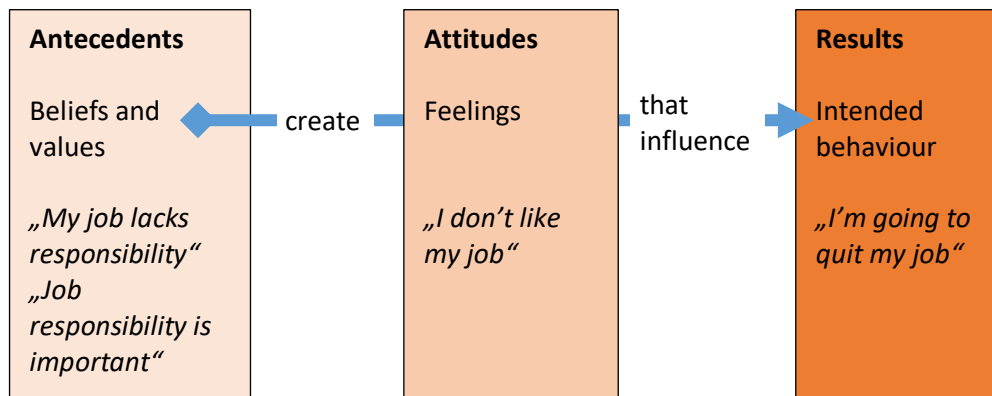 Antecedents
Beliefs and
values
„My job lacks
responsibility“
„Job
responsibility is
important“
create
Attitudes
Feelings
„I don’t like
my job“
that
influence
Results
Intended
behaviour
„I’m going to
quit my job“